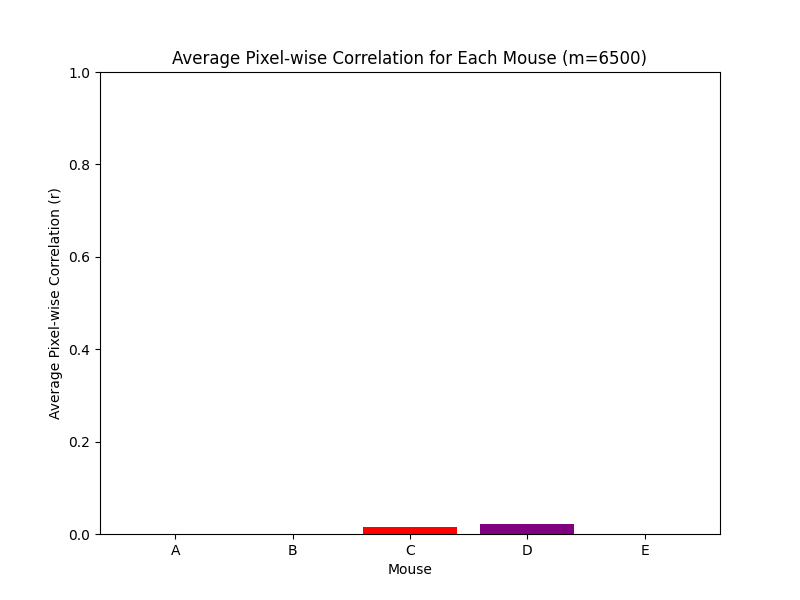 Average Pixel-wise Correlation for Each Mouse (m=6500)
1.0
0.8
0.6
0.4
0.2
0.0
Average Pixel-wise Correlation (r)
A B C D E
Mouse